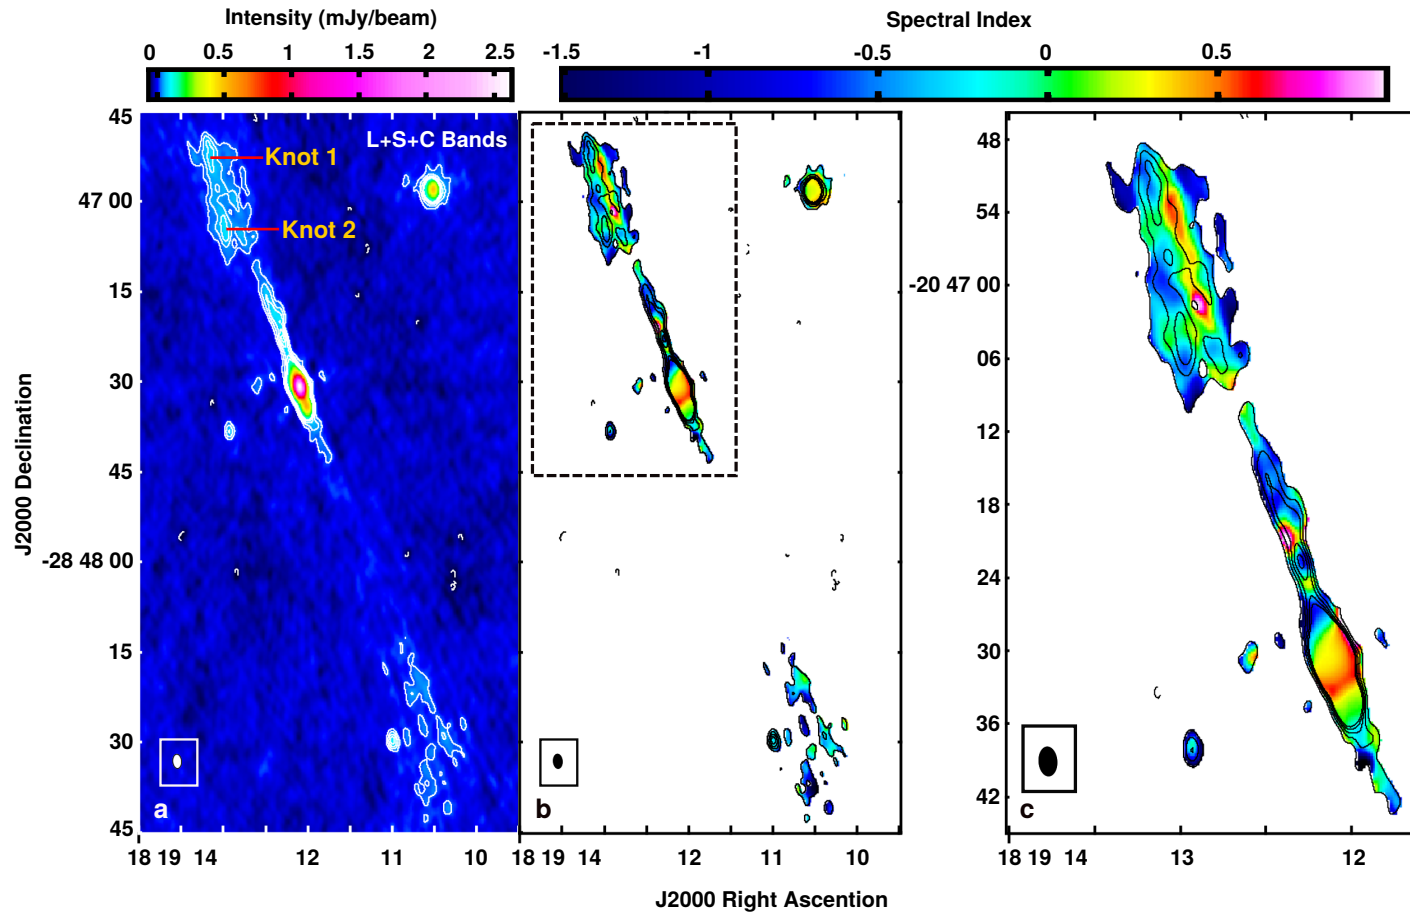 Intensity (mJy/beam)
0 0.5 1 1.5 2 2.5
Spectral Index
-1.5 -1 -0.5 0 0.5
L+S+C Bands
Knot 1
Knot 2
J2000 Declination
45
47 00
15
30
45
-28 48 00
15
30
45
a
18 19 14 12 11 10
b
18 19 14 12 11 10
48
54
-20 47 00
06
12
18
24
30
36
42
c
18 19 14 13 12
J2000 Right Ascention